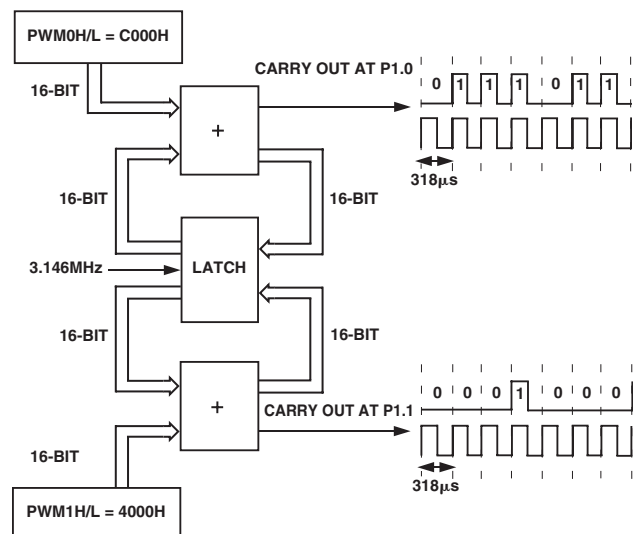 PWM0H/L = C000H
16-BIT
CARRY OUT AT P1.0
0 1 1 1 0 1 1
+
318μs
16-BIT
16-BIT
3.146MHz
LATCH
16-BIT
16-BIT
+
0 0 0 1 0 0 0
CARRY OUT AT P1.1
16-BIT
318μs
PWM1H/L = 4000H